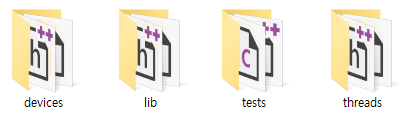 h ++
h ++
c ++
h ++
devices
lib
tests
threads